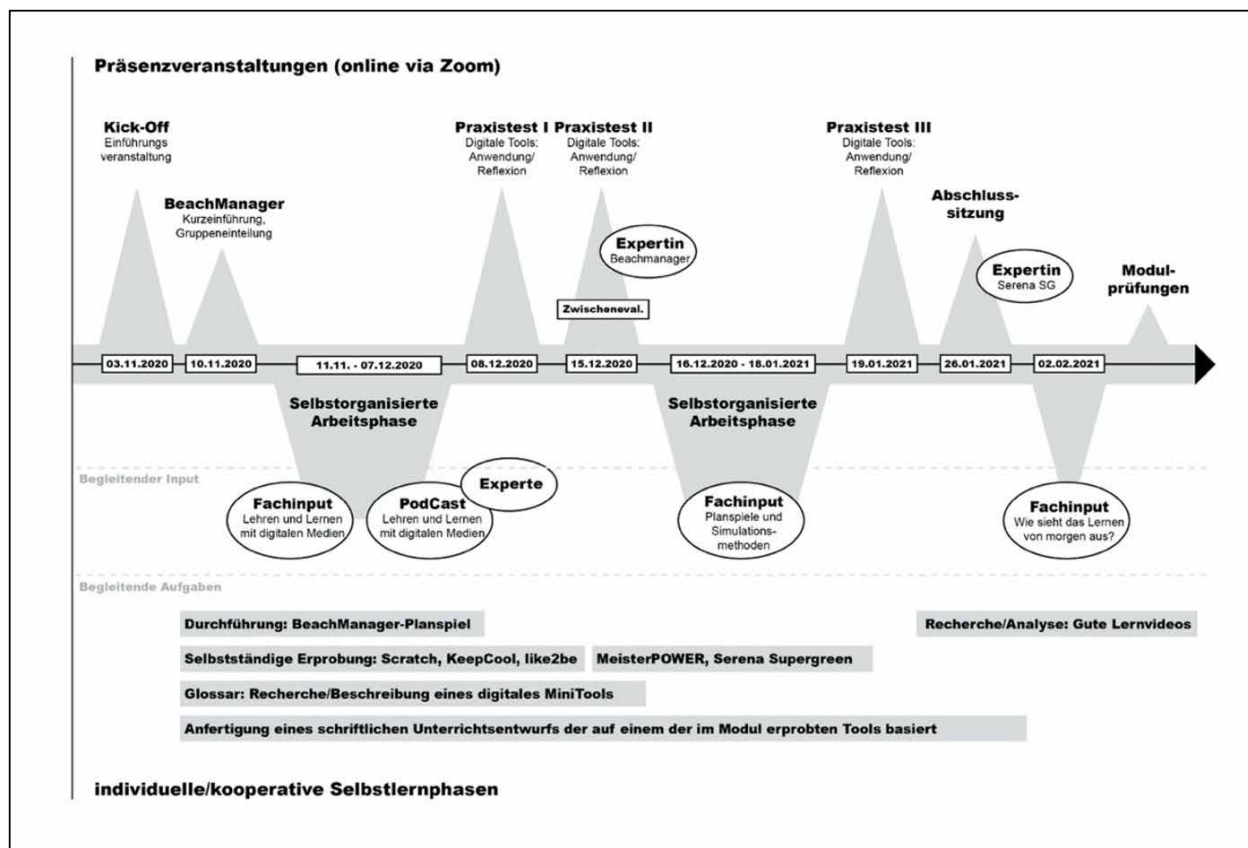 Präsenzveranstaltungen (online via Zoom)
Kick-Off
Einführungs
veranstaltung
BeachManager
Kurzeinführung,
Gruppeneinteilung
Praxistest I
Digitale Tools:
Anwendung/
Reflexion
Praxistest II
Digitale Tools:
Anwendung/
Reflexion
Expertin
Beachmanager
Zwischeneval.
Praxistest III
Digitale Tools:
Anwendung/
Reflexion
Abschluss-
sitzung
Expertin
Serena SG
Modul-
prüfungen
03.11.2020
10.11.2020
11.11. - 07.12.2020
08.12.2020
15.12.2020
16.12.2020 - 18.01.2021
19.01.2021
26.01.2021
02.02.2021
Selbstorganisierte
Arbeitsphase
Selbstorganisierte
Arbeitsphase
Begleitender Input
Fachinput
Lehren und Lernen
mit digitalen Medien
PodCast
Lehren und Lernen
mit digitalen Medien
Experte
Fachinput
Planspiele und
Simulations-
methoden
Fachinput
Wie sieht das Lernen
von morgen aus?
Begleitende Aufgaben
Durchführung: BeachManager-Planspiel
Recherche/Analyse: Gute Lernvideos
Selbstständige Erprobung: Scratch, KeepCool, like2be
MeisterPOWER, Serena Supergreen
Glossar: Recherche/Beschreibung eines digitales MiniTools
Anfertigung eines schriftlichen Unterrichtsentwurfs der auf einem der im Modul erprobten Tools basiert
individuelle/kooperative Selbstlernphasen